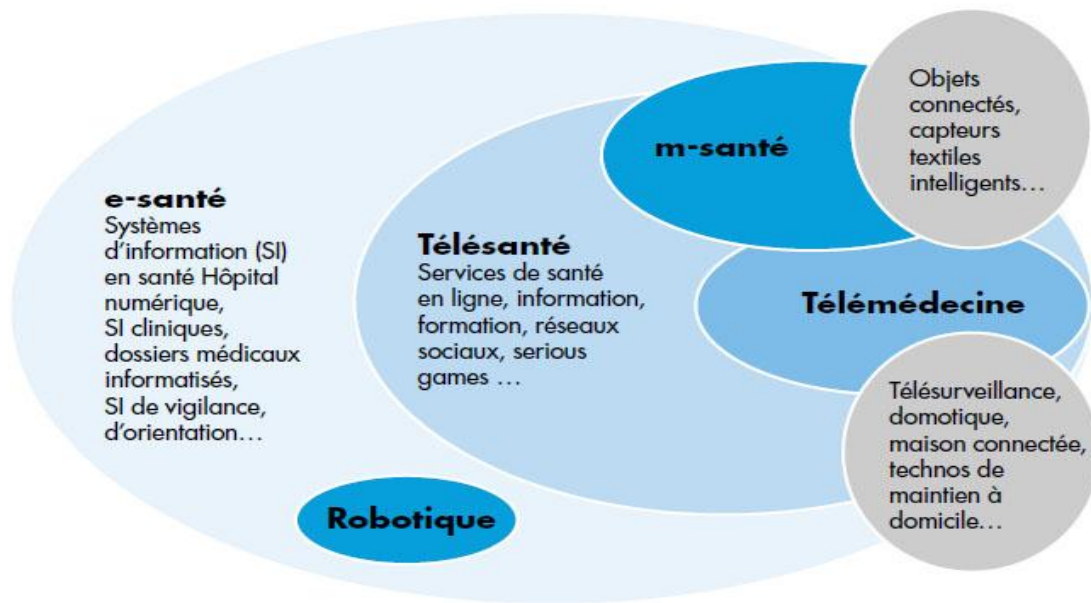 e-santé
Systèmes
d'information (SI)
en santé Hôpital
numérique,
SI cliniques,
dossiers médicaux
informatisés,
SI de vigilance,
d'orientation...
Télésanté
Services de santé
en ligne, information,
formation, réseaux
sociaux, serious
games ...
m-santé
Objets
connectés,
capteurs
textiles
intelligents...
Télémédecine
Télésurveillance,
domotique,
maison connectée,
technos de
maintien à
domicile...
Robotique